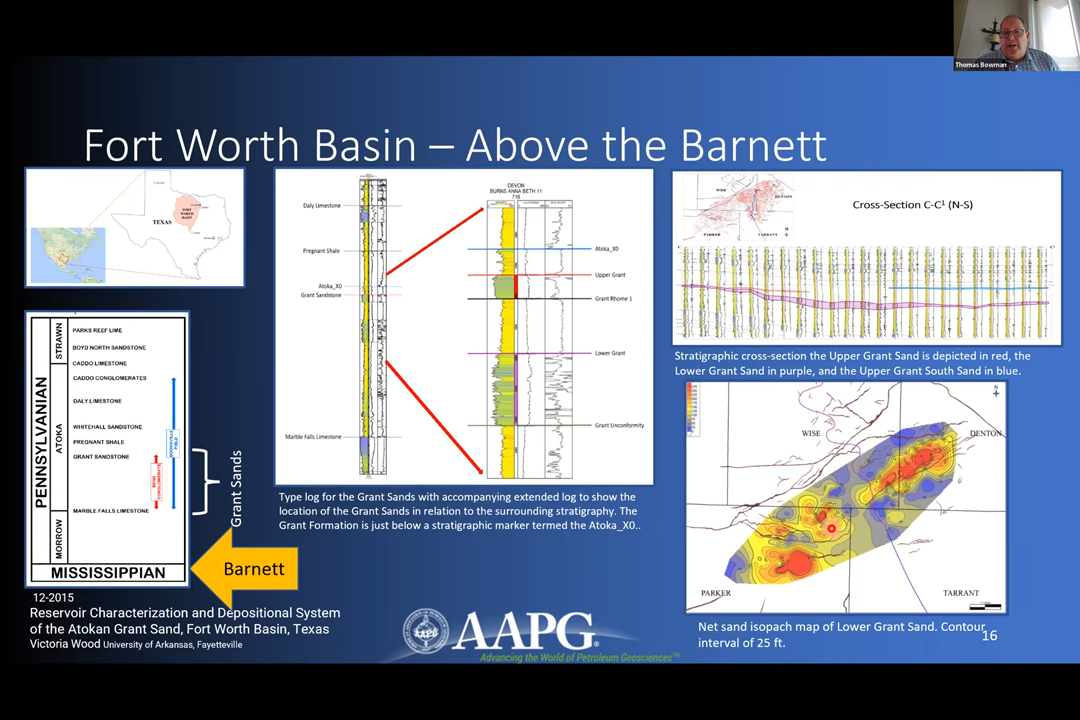 Thomas Bowman
Fort Worth Basin – Above the Barnett
TEXAS
FORT
WORTH
BASIN
PENNSYLVANIAN
STRAWN
ATOKA
MORROW
PARKS REEF LIME
BOYD NORTH SANDSTONE
CADDO LIMESTONE
CADDO CONGLOMERATES
DALY LIMESTONE
WHITEHALL SANDSTONE
PREGNANT SHALE
GRANT SANDSTONE
MARBLE FALLS LIMESTONE
BEND
CONGLOMERATE
BOONSVILLE
FIELD
MISSISSIPPIAN
Grant Sands
Barnett
12-2015
Reservoir Characterization and Depositional System
of the Atokan Grant Sand, Fort Worth Basin, Texas
Victoria Wood University of Arkansas, Fayetteville
Daly Limestone
Pregnant Shale
Atoka_X0
Grant Sandstone
Marble Falls Limestone
DEVON
BURNS ANNA BETH 11
Atoka_X0
Upper Grant
Grant Rhome 1
Lower Grant
Grant Unconformity
Type log for the Grant Sands with accompanying extended log to show the
location of the Grant Sands in relation to the surrounding stratigraphy. The
Grant Formation is just below a stratigraphic marker termed the Atoka_X0..
AAPG
Advancing the World of Petroleum Geosciences™
WISE
DENTON
PARKER
TARRANT
Cross-Section C-C¹ (N-S)
Stratigraphic cross-section the Upper Grant Sand is depicted in red, the
Lower Grant Sand in purple, and the Upper Grant South Sand in blue.
N
WISE
DENTON
PARKER
TARRANT
Net sand isopach map of Lower Grant Sand. Contour
interval of 25 ft.
16